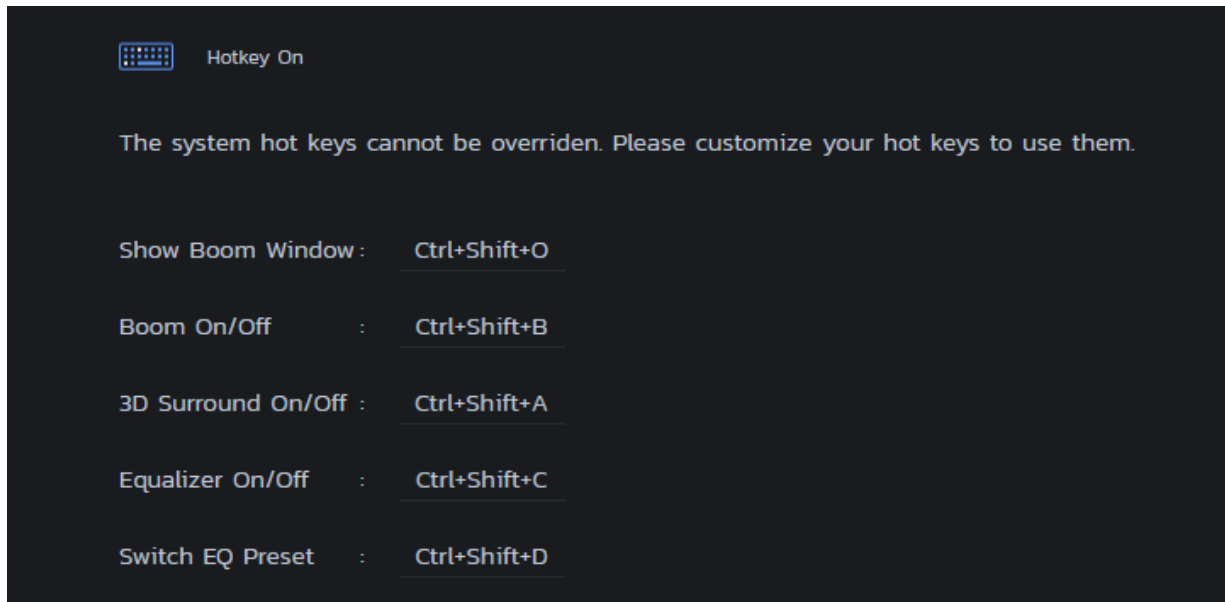 Hotkey On
The system hot keys cannot be overriden. Please customize your hot keys to use them.
Show Boom Window : Ctrl+Shift+O
Boom On/Off : Ctrl+Shift+B
3D Surround On/Off : Ctrl+Shift+A
Equalizer On/Off : Ctrl+Shift+C
Switch EQ Preset : Ctrl+Shift+D